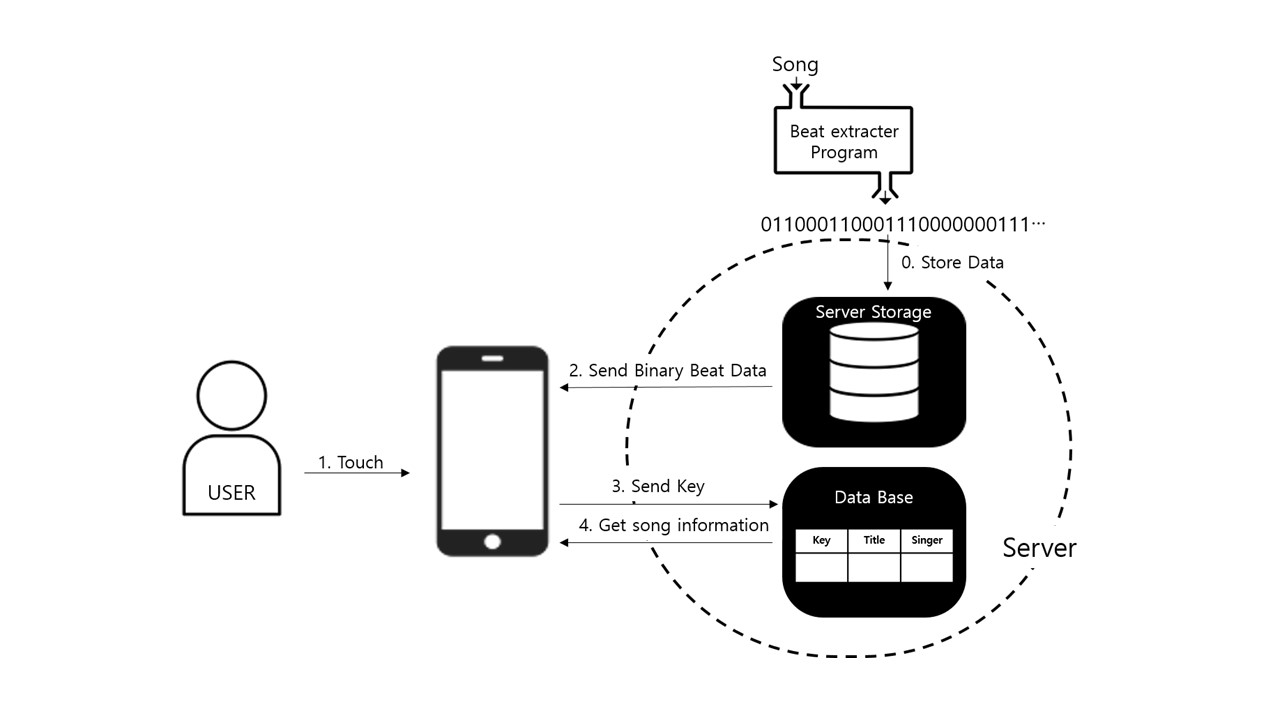 Song
Beat extracter
Program
0110001100011110000000111…
0. Store Data
Server Storage
2. Send Binary Beat Data
1. Touch
USER
3. Send Key
Data Base
4. Get song information
Key Title Singer
Server